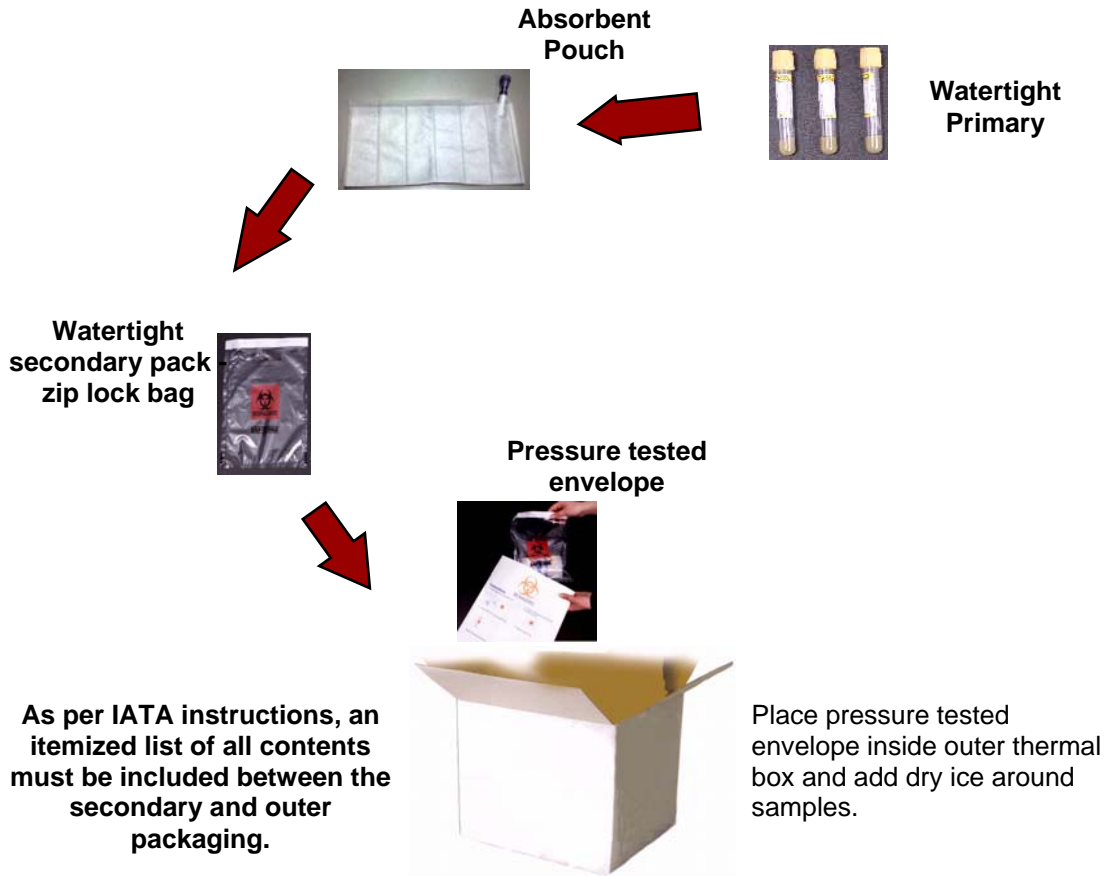 Absorbent
Pouch
Watertight
Primary
Watertight
secondary pack -
zip lock bag
Pressure tested
envelope
As per IATA instructions, an
itemized list of all contents
must be included between the
secondary and outer
packaging.
Place pressure tested
envelope inside outer thermal
box and add dry ice around
samples.